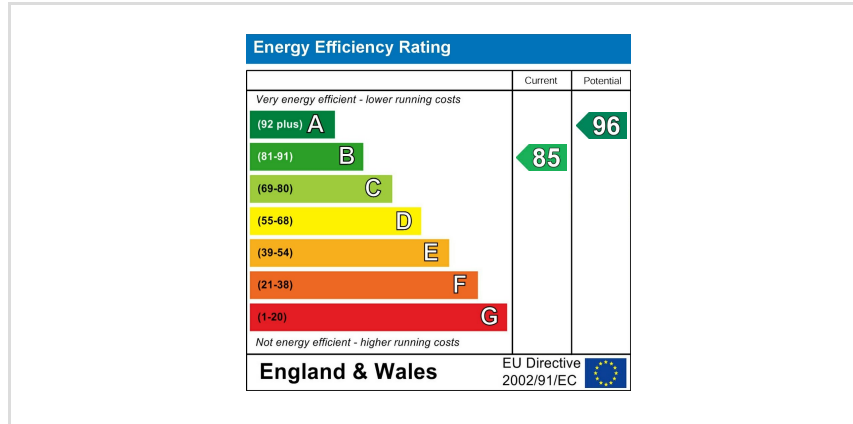 Energy Efficiency Rating
Current Potential
Very energy efficient - lower running costs
(92 plus) A
96
(81-91) B
85
(69-80) C
(55-68) D
(39-54) E
(21-38) F
(1-20) G
Not energy efficient - higher running costs
England & Wales
EU Directive
2002/91/EC